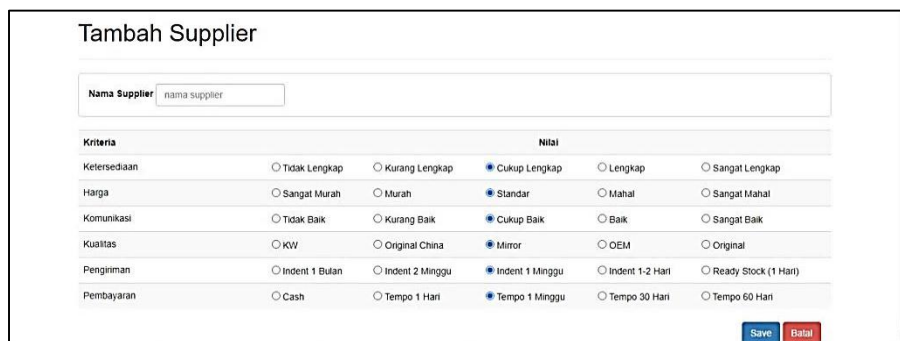 Tambah Supplier
Nama Supplier nama supplier
Kriteria Nilai
Ketersediaan Tidak Lengkap Kurang Lengkap Cukup Lengkap Lengkap Sangat Lengkap
Harga Sangat Murah Murah Standar Mahal Sangat Mahal
Komunikasi Tidak Baik Kurang Baik Cukup Baik Baik Sangat Baik
Kualitas KW Original China Mirror OEM Original
Pengiriman Indent 1 Bulan Indent 2 Minggu Indent 1 Minggu Indent 1-2 Hari Ready Stock (1 Hari)
Pembayaran Cash Tempo 1 Hari Tempo 1 Minggu Tempo 30 Hari Tempo 60 Hari
Save Batal